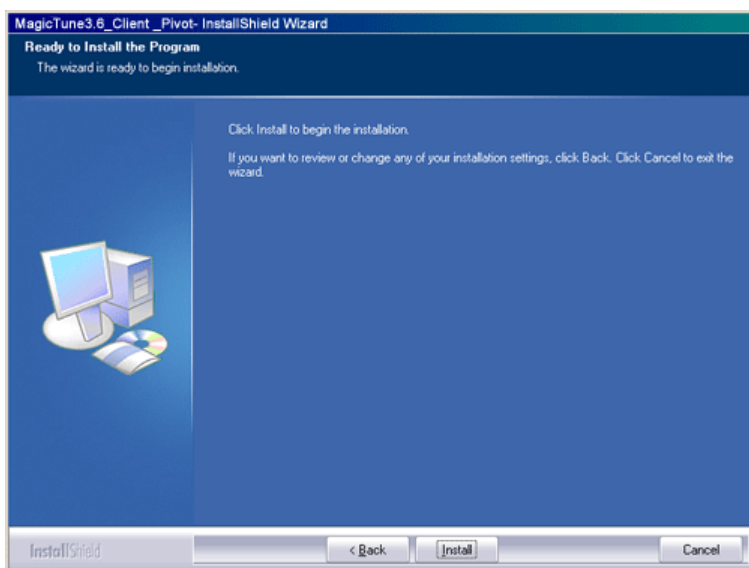 MagicTune3.6_Client _Pivot- InstallShield Wizard
Ready to Install the Program
The wizard is ready to begin installation.
Click Install to begin the installation.
If you want to review or change any of your installation settings, click Back. Click Cancel to exit the
wizard.
InstallShield
< Back
Install
Cancel